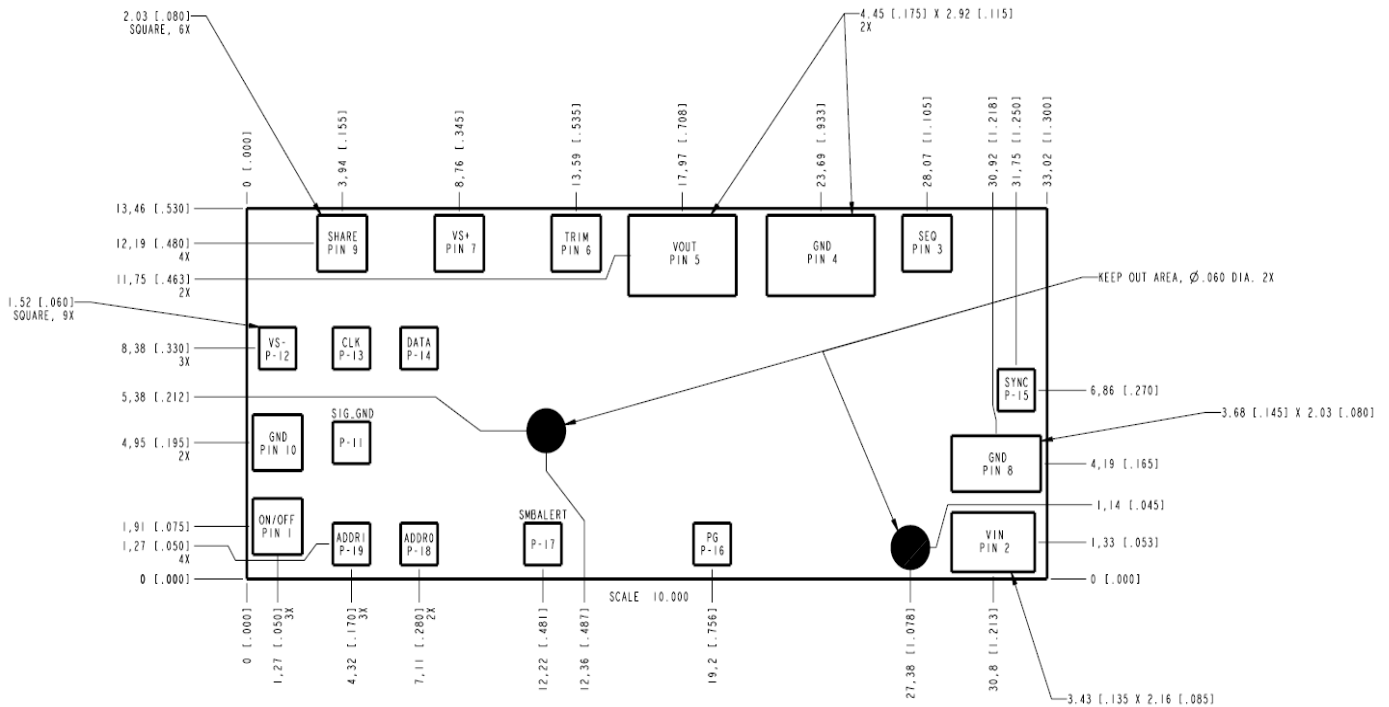 2.03 [.080]
SQUARE, 6X
4.45 [.175] X 2.92 [.115]
2X
0 [.000]
3,94 [.155]
8,76 [.345]
13,59 [.535]
17,97 [.708]
23,69 [.933]
28,07 [1.105]
30,92 [1.218]
31,75 [1.250]
33,02 [1.300]
13,46 [.530]
12,19 [.480]
4X
11,75 [.463]
2X
SHARE
PIN 9
VS+
PIN 7
TRIM
PIN 6
VOUT
PIN 5
GND
PIN 4
SEQ
PIN 3
KEEP OUT AREA, Ø.060 DIA. 2X
1.52 [.060]
SQUARE, 9X
8,38 [.330]
3X
VS-
P-12
CLK
P-13
DATA
P-14
5,38 [.212]
SYNC
P-15
6,86 [.270]
3.68 [.145] X 2.03 [.080]
4,95 [.195]
2X
GND
PIN 10
SIG_GND
P-11
GND
PIN 8
4,19 [.165]
1,14 [.045]
1,91 [.075]
1,27 [.050]
4X
ON/OFF
PIN 1
ADDR1
P-19
ADDR0
P-18
SMBALERT
P-17
PG
P-16
VIN
PIN 2
1,33 [.053]
0 [.000]
0 [.000]
SCALE 10.000
0 [.000]
1,27 [.050]
3X
4,32 [.170]
3X
7,11 [.280]
2X
12,22 [.481]
12,36 [.487]
19,2 [.756]
27,38 [1.078]
30,8 [1.213]
3.43 [.135 X 2.16 [.085]